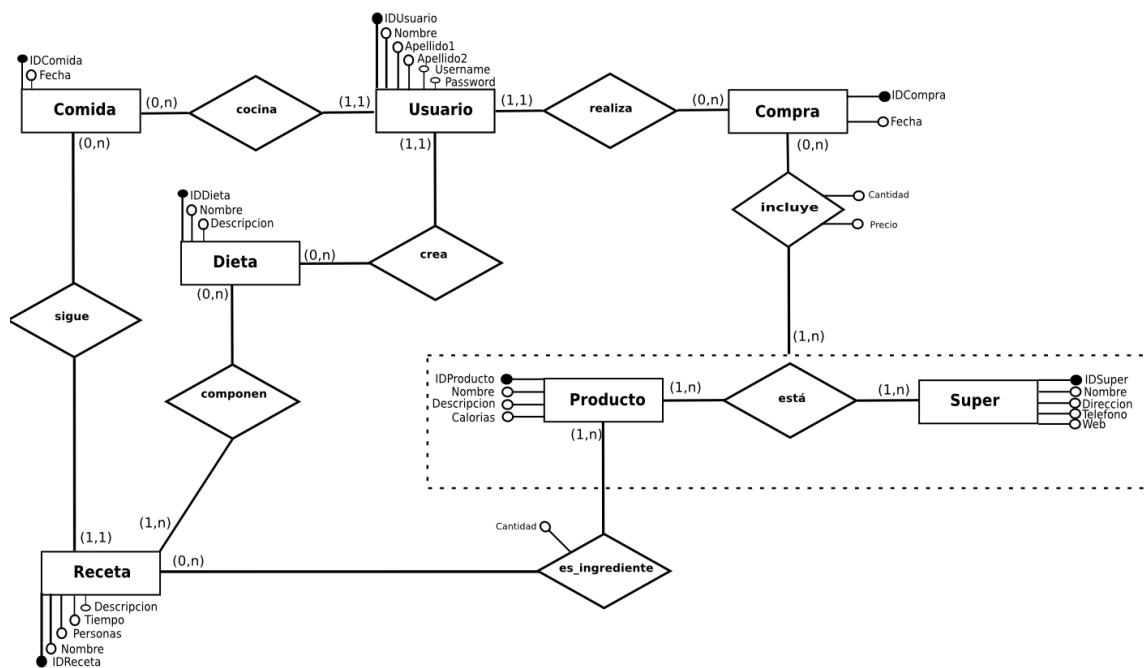 IDUsuario
Nombre
Apellido1
Apellido2
Username
Password
IDComida
Fecha
Comida
(0,n)
cocina
(1,1)
Usuario
(1,1)
realiza
(0,n)
Compra
IDCompra
Fecha
(0,n)
(1,1)
(0,n)
IDDieta
Nombre
Descripcion
Cantidad
incluye
Precio
Dieta
(0,n)
crea
(0,n)
sigue
(1,n)
componen
IDProducto
Nombre
Descripcion
Calorias
Producto
(1,n)
está
(1,n)
Super
IDSuper
Nombre
Direccion
Telefono
Web
(1,n)
(1,n)
(1,1)
Cantidad
Receta
(0,n)
es_ingrediente
Descripcion
Tiempo
Personas
Nombre
IDReceta